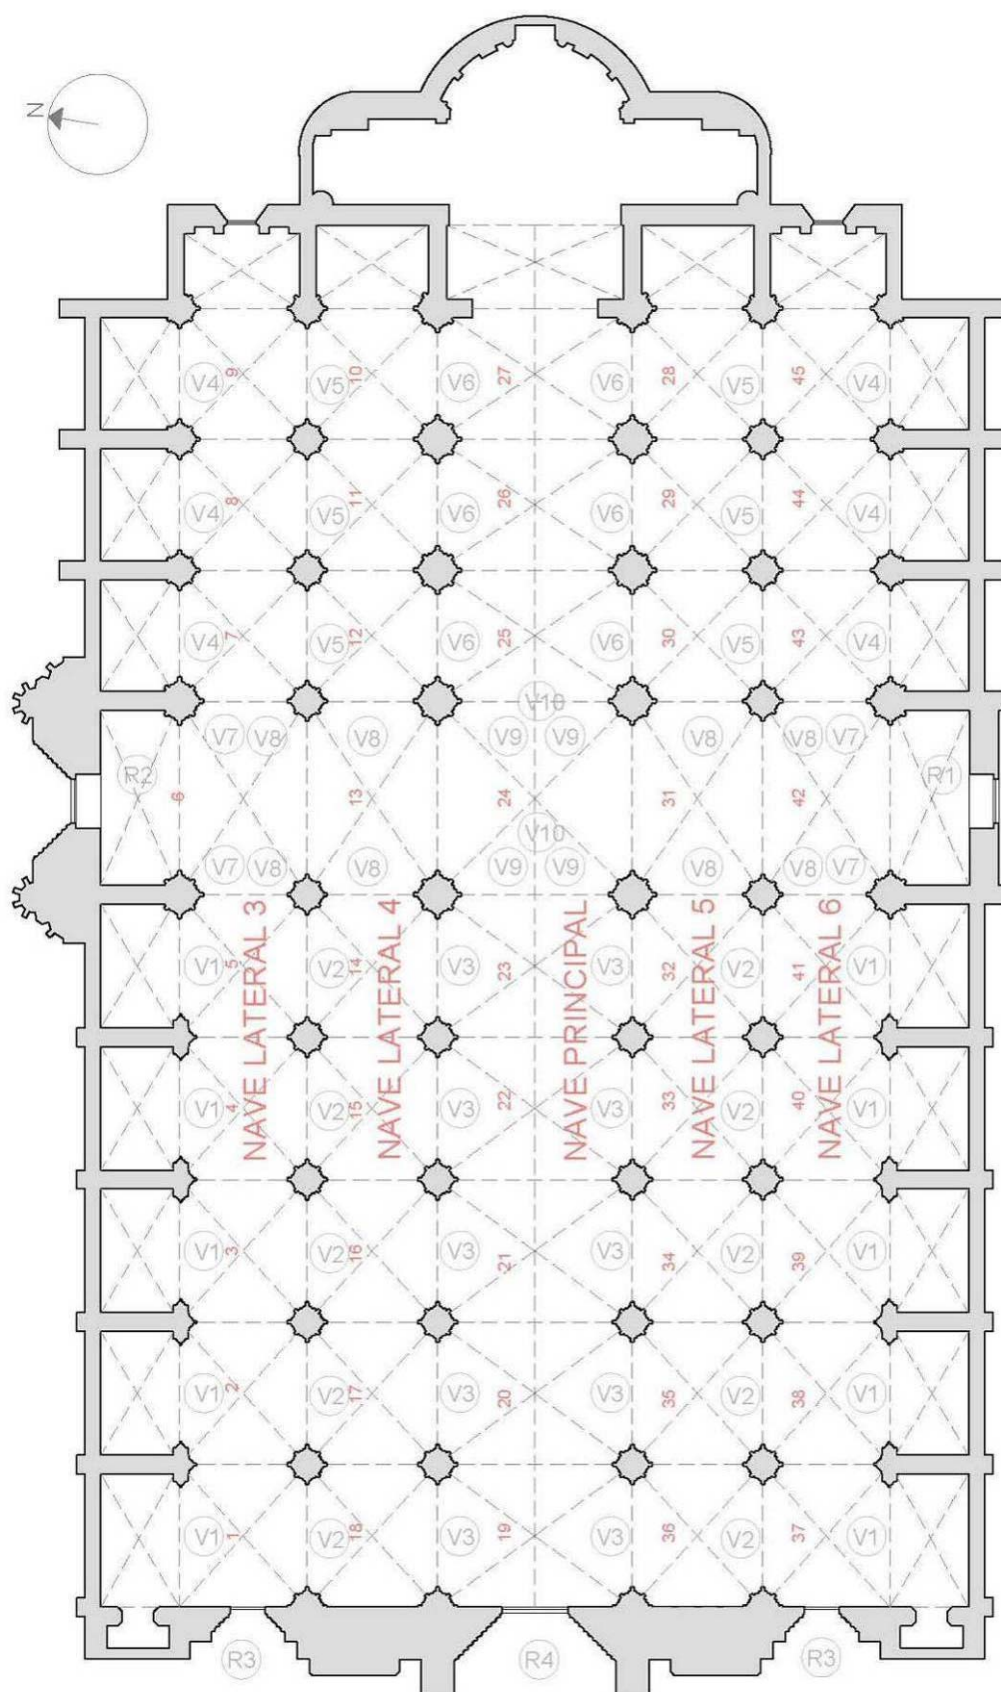 N
V4 9 V5 10 V6 27 V6 28 V5 45 V4
V4 8 V5 11 V6 26 V6 29 V5 44 V4
V4 7 V5 12 V6 25 V6 30 V5 43 V4
V10
V7 V8 V8 V9 V9 V8 V8 V7
R2 R1
6 13 24 31 42
V10
V7 V8 V8 V9 V9 V8 V8 V7
NAVE LATERAL 3
NAVE LATERAL 4
NAVE PRINCIPAL
NAVE LATERAL 5
NAVE LATERAL 6
V1 5 V2 14 V3 23 V3 32 V2 41 V1
V1 4 V2 15 V3 22 V3 33 V2 40 V1
V1 3 V2 16 V3 21 V3 34 V2 39 V1
V1 2 V2 17 V3 20 V3 35 V2 38 V1
V1 1 V2 18 V3 19 V3 36 V2 37 V1
R3 R4 R3